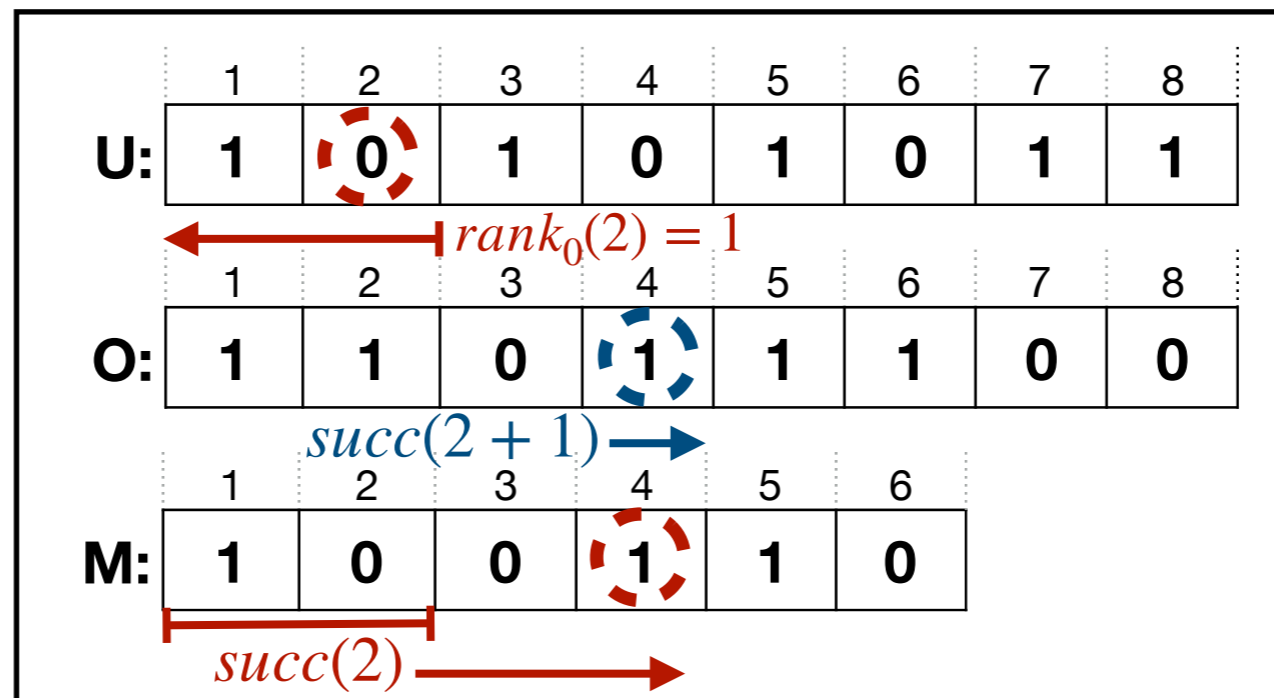 1 2 3 4 5 6 7 8
U: 1 0 1 0 1 0 1 1
rank₀(2) = 1
1 2 3 4 5 6 7 8
O: 1 1 0 1 1 1 0 0
succ(2 + 1)
1 2 3 4 5 6
M: 1 0 0 1 1 0
succ(2)